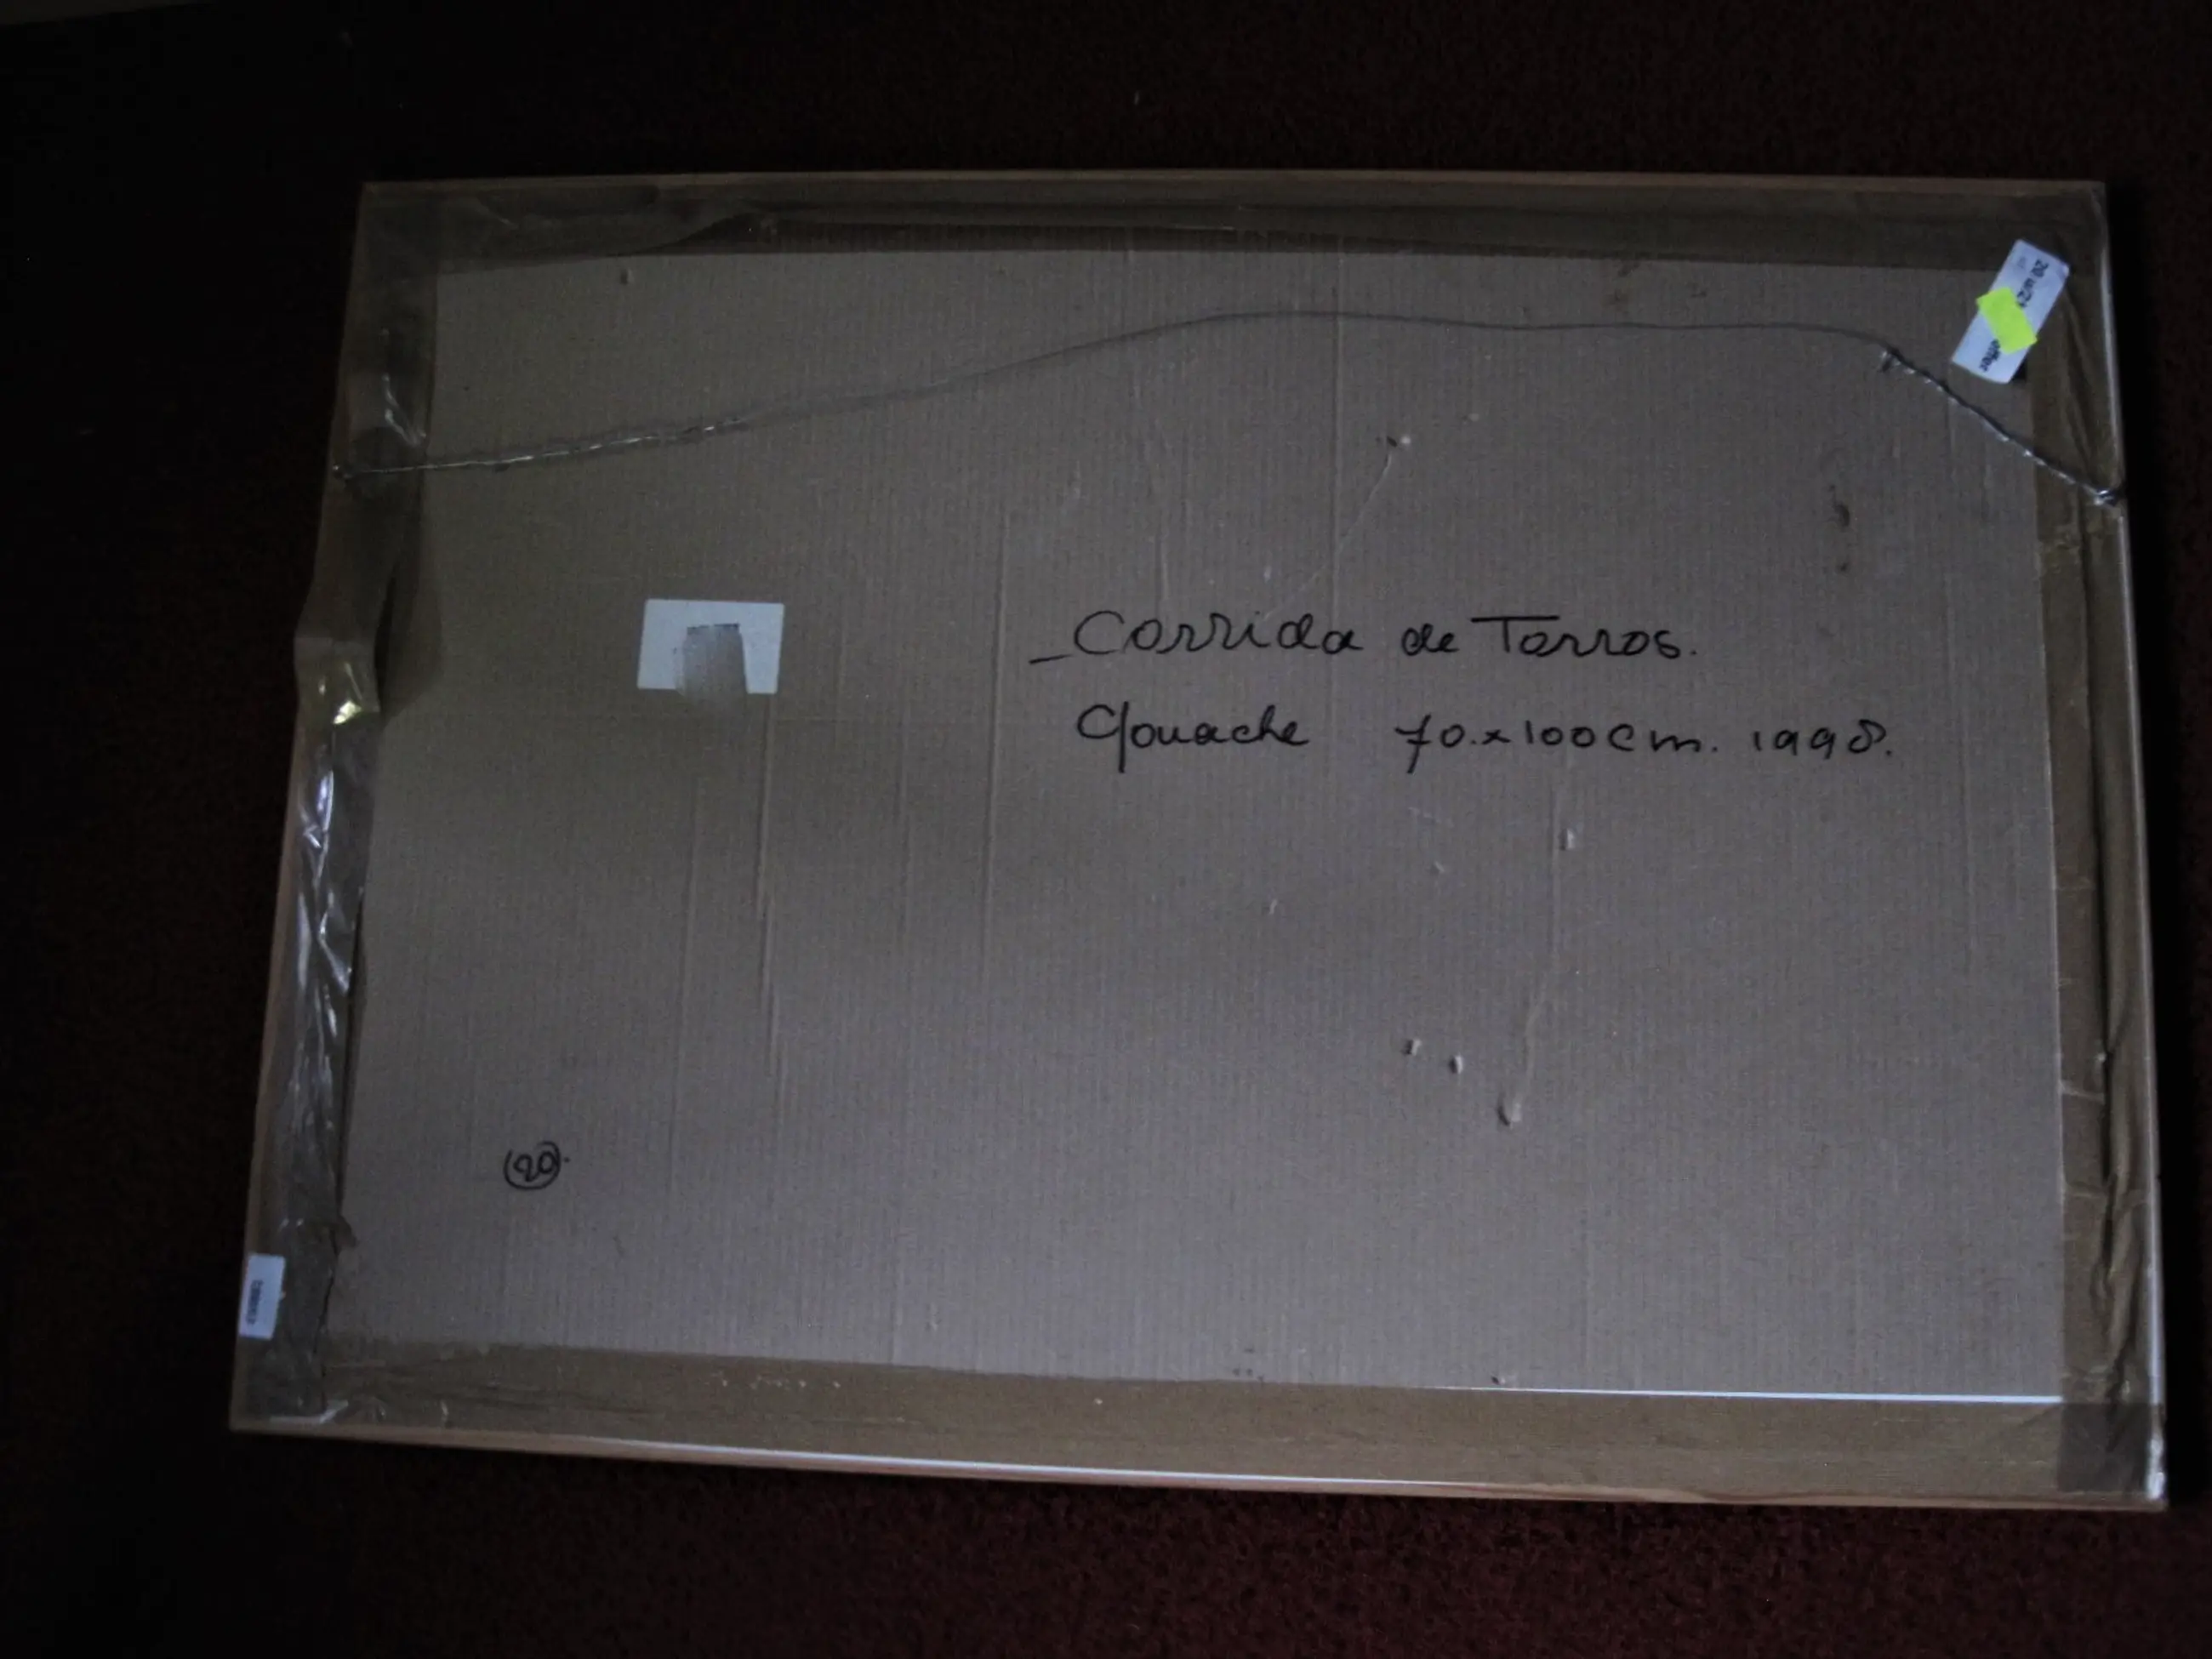 _Corrida de Torros.
Gouache 70.x100cm. 1998.
20